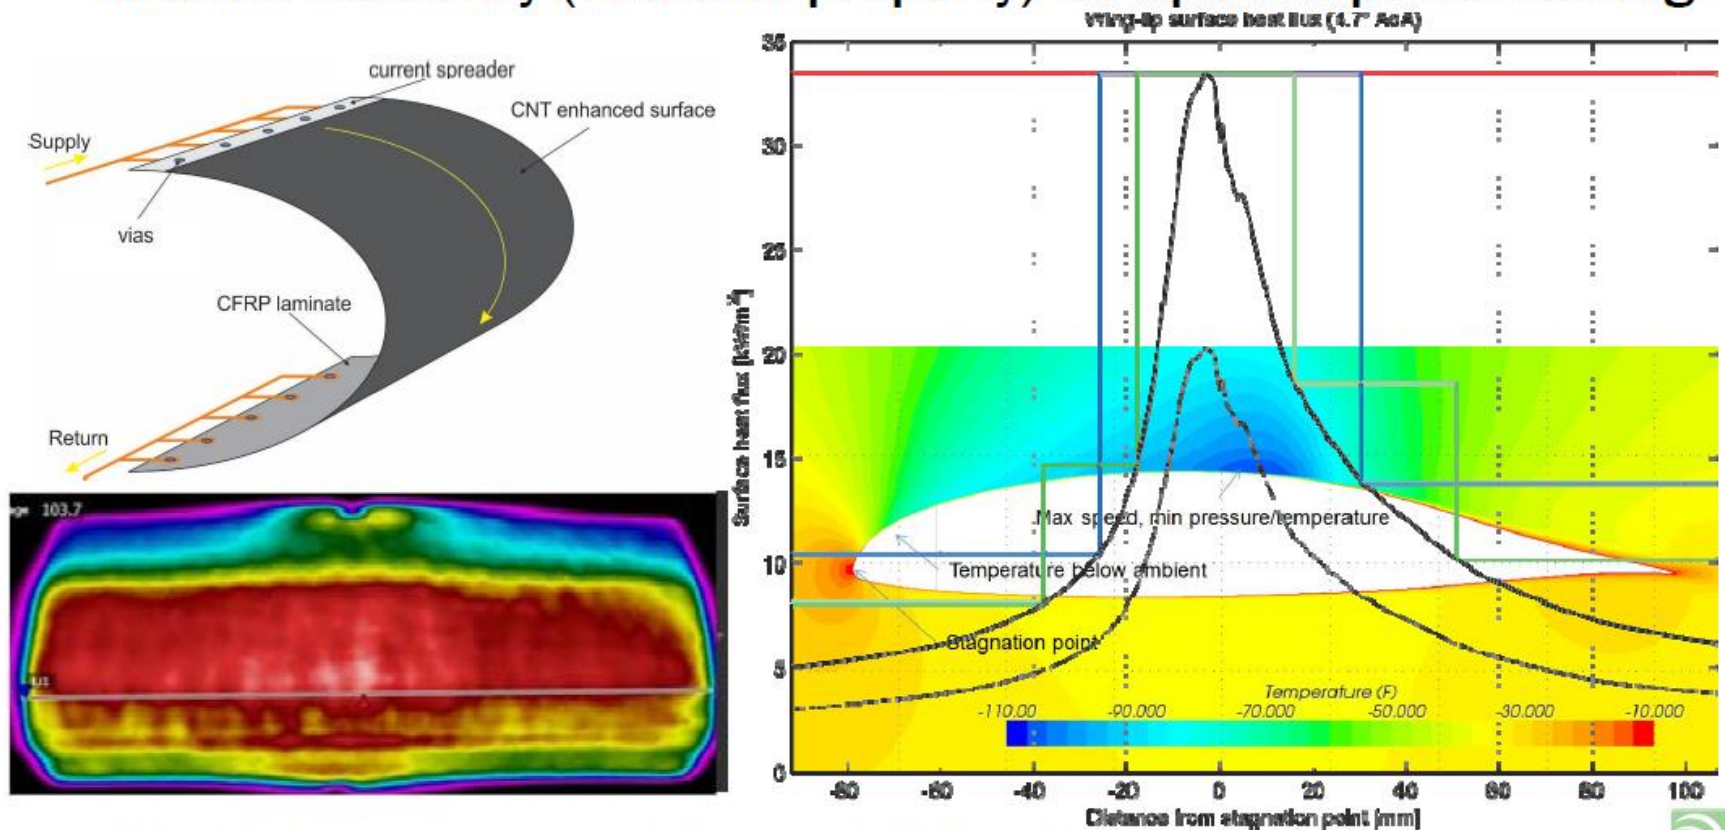 Wing-tip surface heat flux (4.7° AoA)
current spreader
CNT enhanced surface
Supply
vias
CFRP laminate
Return
103.7
Li1
Surface heat flux [kW/m²]
35
30
25
20
15
10
5
0
Max speed, min pressure/temperature
Temperature below ambient
Stagnation point
Temperature (F)
-110.00 -90.000 -70.000 -50.000 -30.000 -10.000
-80 -60 -40 -20 0 20 40 60 80 100
Distance from stagnation point [mm]